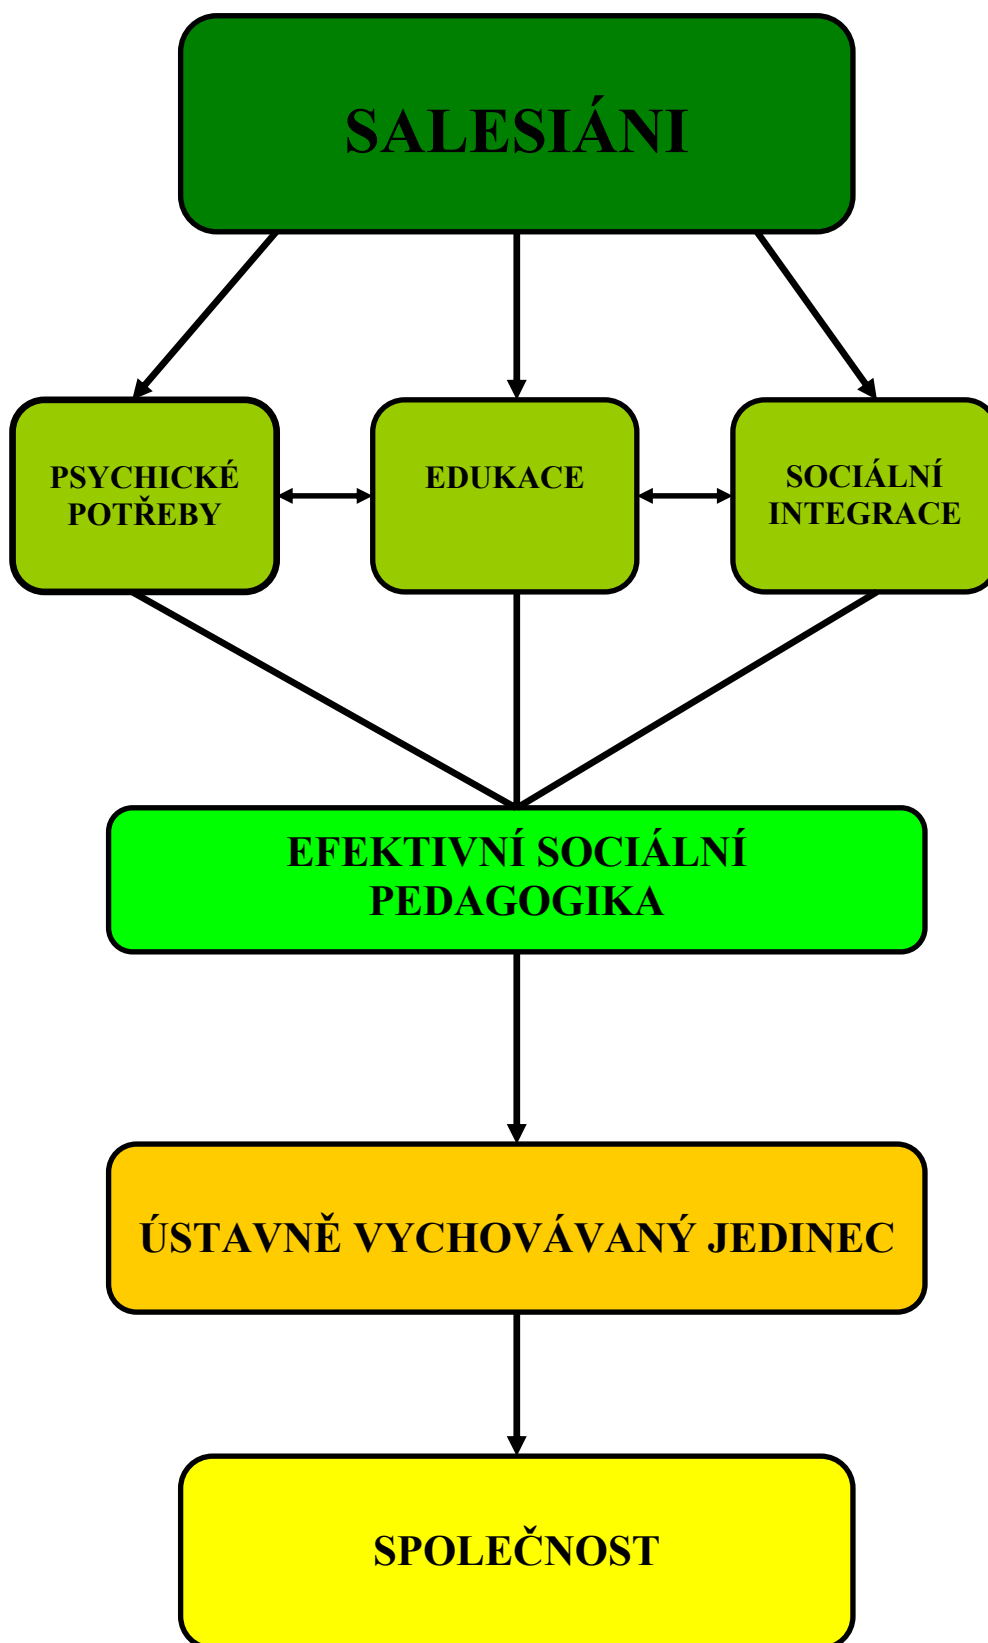 SALESIÁNI
PSYCHICKÉ
POTŘEBY
EDUKACE
SOCIÁLNÍ
INTEGRACE
EFEKTIVNÍ SOCIÁLNÍ
PEDAGOGIKA
ÚSTAVNĚ VYCHOVÁVANÝ JEDINEC
SPOLEČNOST